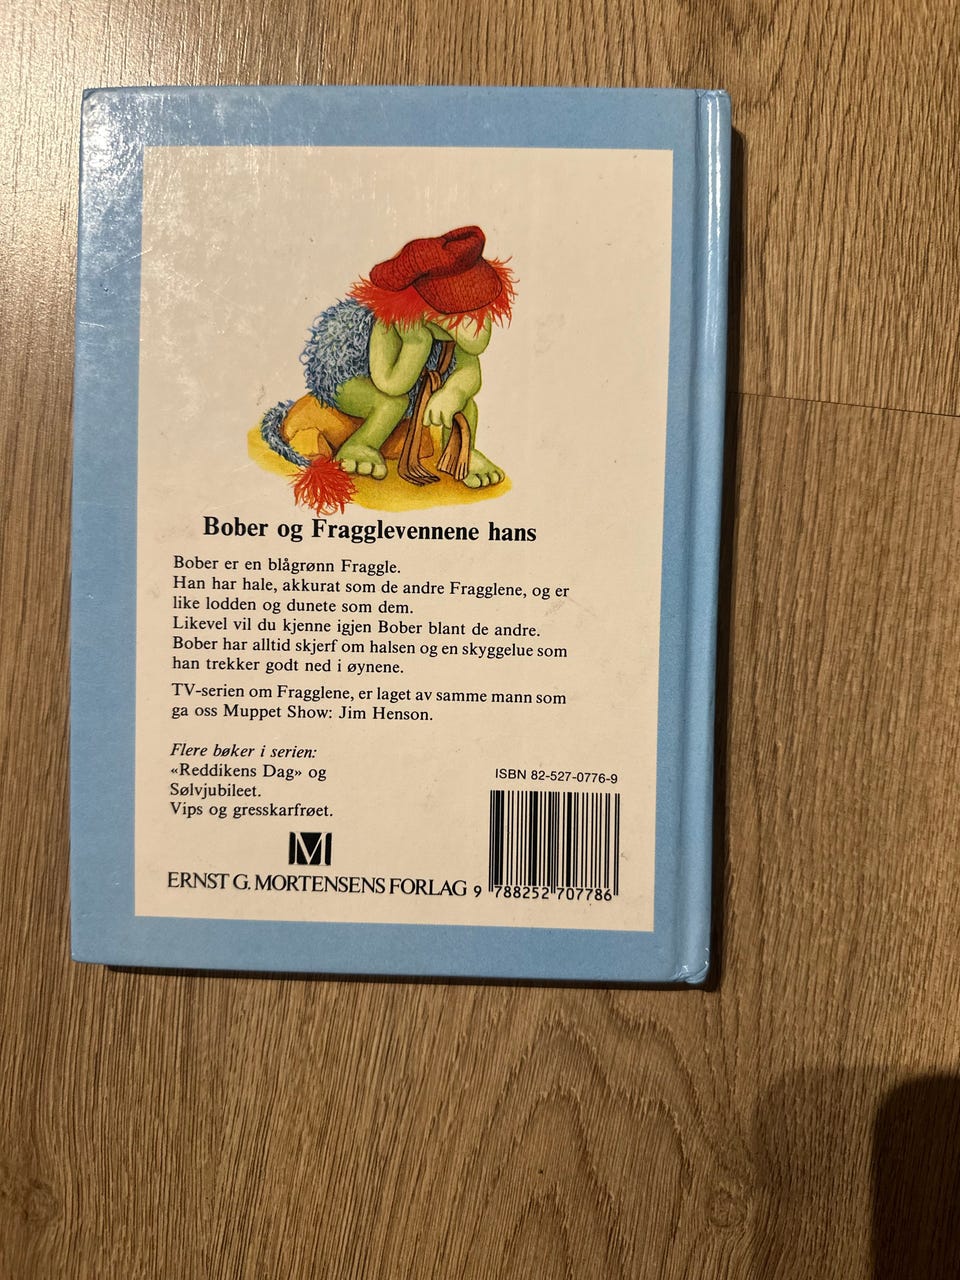 Bober og Fragglevennene hans
Bober er en blågrønn Fraggle.
Han har hale, akkurat som de andre Fragglene, og er
like lodden og dunete som dem.
Likevel vil du kjenne igjen Bober blant de andre.
Bober har alltid skjerf om halsen og en skyggelue som
han trekker godt ned i øynene.
TV-serien om Fragglene, er laget av samme mann som
ga oss Muppet Show: Jim Henson.
Flere bøker i serien:
«Reddikens Dag» og
Sølvjubileet.
Vips og gresskarfrøet.
M
ERNST G. MORTENSENS FORLAG
ISBN 82-527-0776-9
9 788252 707786